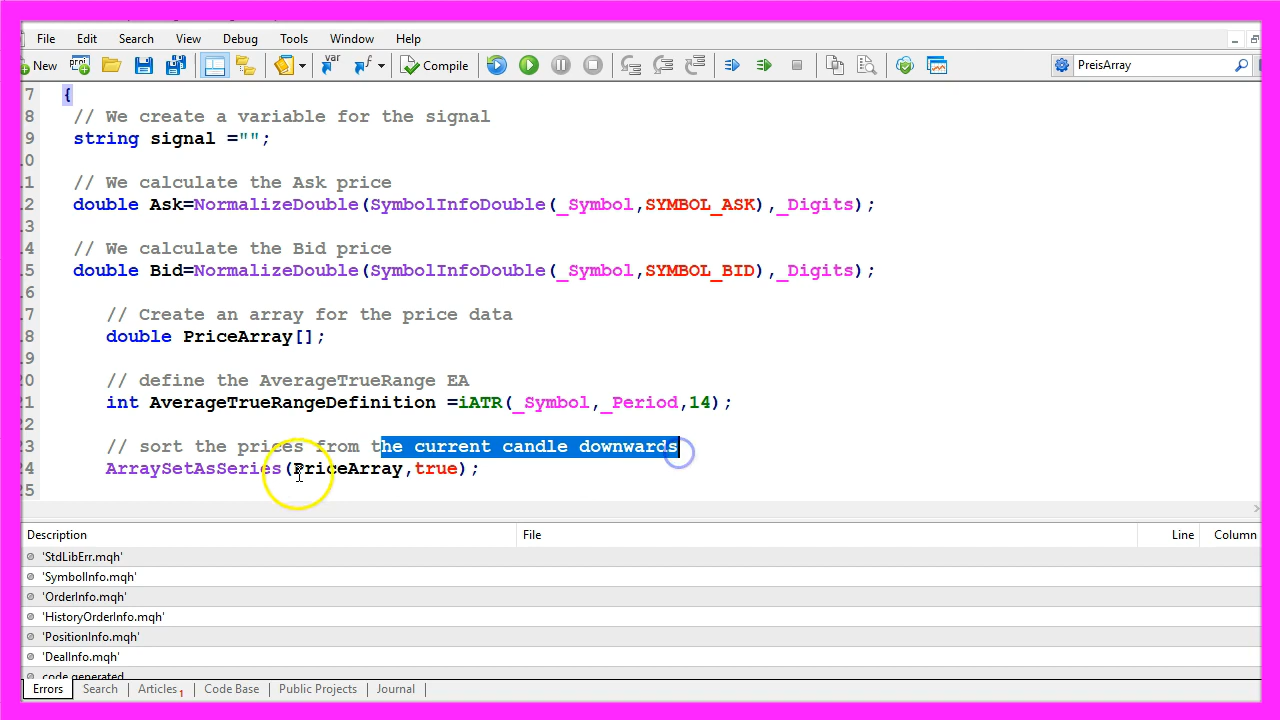 File Edit Search View Debug Tools Window Help
New var Compile PreisArray
7 {
8 // We create a variable for the signal
9 string signal ="";
10
11 // We calculate the Ask price
12 double Ask=NormalizeDouble(SymbolInfoDouble(_Symbol,SYMBOL_ASK),_Digits);
13
14 // We calculate the Bid price
15 double Bid=NormalizeDouble(SymbolInfoDouble(_Symbol,SYMBOL_BID),_Digits);
16
17 // Create an array for the price data
18 double PriceArray[];
19
20 // define the AverageTrueRange EA
21 int AverageTrueRangeDefinition =iATR(_Symbol,_Period,14);
22
23 // sort the prices from the current candle downwards
24 ArraySetAsSeries(PriceArray,true);
25
Description File Line Column
'StdLibErr.mqh'
'SymbolInfo.mqh'
'OrderInfo.mqh'
'HistoryOrderInfo.mqh'
'PositionInfo.mqh'
'DealInfo.mqh'
code generated
Errors Search Articles 1 Code Base Public Projects Journal